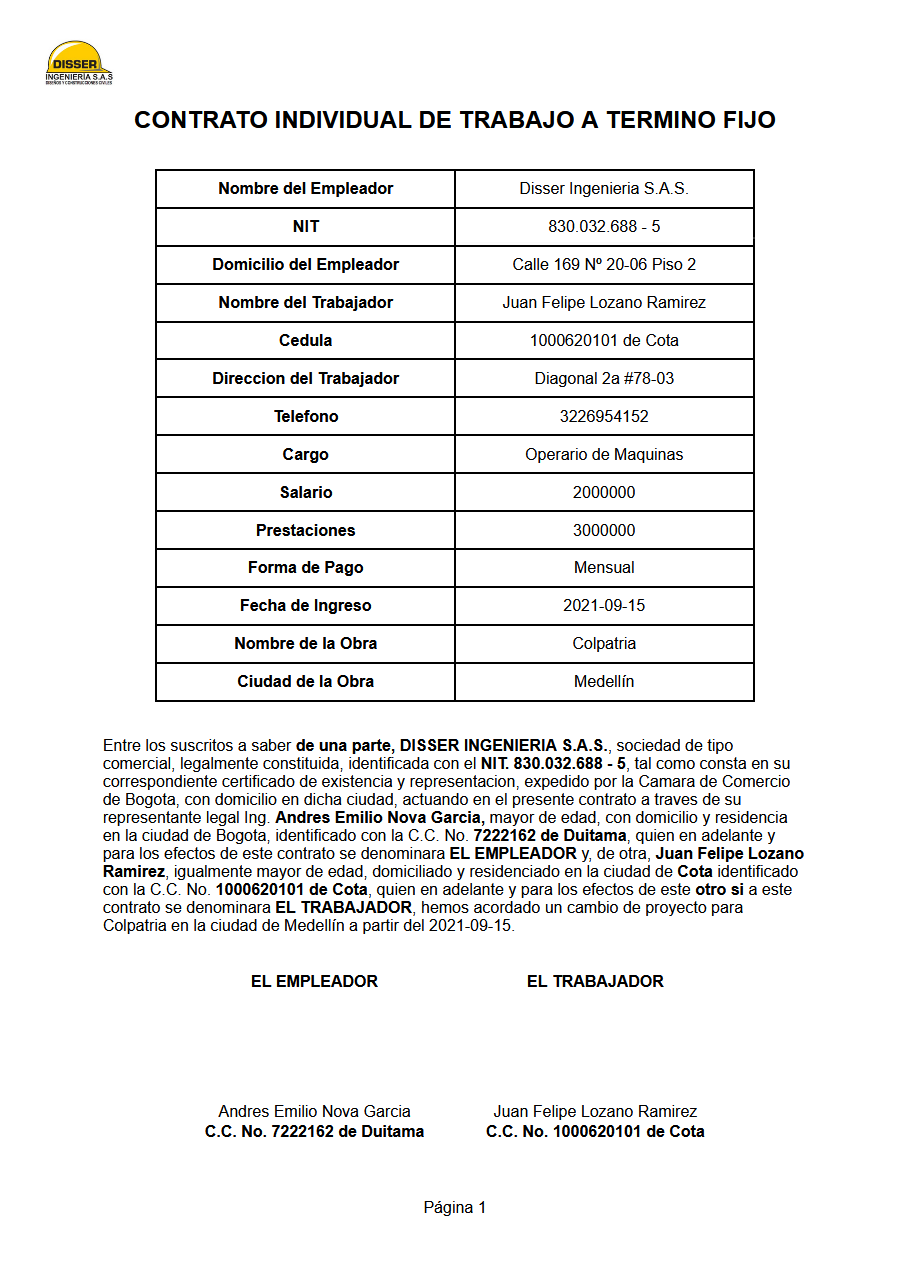 DISSER
INGENIERÍA S.A.S
DISEÑOS Y CONSTRUCCIONES CIVILES
CONTRATO INDIVIDUAL DE TRABAJO A TERMINO FIJO
Nombre del Empleador Disser Ingenieria S.A.S.
NIT 830.032.688 - 5
Domicilio del Empleador Calle 169 Nº 20-06 Piso 2
Nombre del Trabajador Juan Felipe Lozano Ramirez
Cedula 1000620101 de Cota
Direccion del Trabajador Diagonal 2a #78-03
Telefono 3226954152
Cargo Operario de Maquinas
Salario 2000000
Prestaciones 3000000
Forma de Pago Mensual
Fecha de Ingreso 2021-09-15
Nombre de la Obra Colpatria
Ciudad de la Obra Medellín
Entre los suscritos a saber de una parte, DISSER INGENIERIA S.A.S., sociedad de tipo
comercial, legalmente constituida, identificada con el NIT. 830.032.688 - 5, tal como consta en su
correspondiente certificado de existencia y representacion, expedido por la Camara de Comercio
de Bogota, con domicilio en dicha ciudad, actuando en el presente contrato a traves de su
representante legal Ing. Andres Emilio Nova Garcia, mayor de edad, con domicilio y residencia
en la ciudad de Bogota, identificado con la C.C. No. 7222162 de Duitama, quien en adelante y
para los efectos de este contrato se denominara EL EMPLEADOR y, de otra, Juan Felipe Lozano
Ramirez, igualmente mayor de edad, domiciliado y residenciado en la ciudad de Cota identificado
con la C.C. No. 1000620101 de Cota, quien en adelante y para los efectos de este otro si a este
contrato se denominara EL TRABAJADOR, hemos acordado un cambio de proyecto para
Colpatria en la ciudad de Medellín a partir del 2021-09-15.
EL EMPLEADOR EL TRABAJADOR
Andres Emilio Nova Garcia Juan Felipe Lozano Ramirez
C.C. No. 7222162 de Duitama C.C. No. 1000620101 de Cota
Página 1